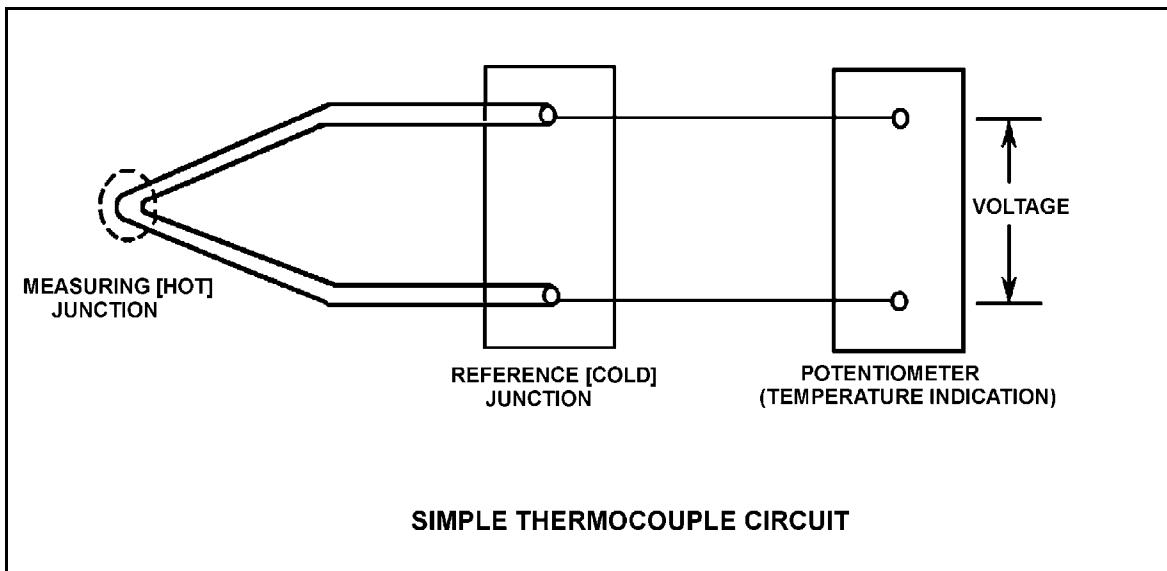 VOLTAGE
MEASURING [HOT]
JUNCTION
REFERENCE [COLD]
JUNCTION
POTENTIOMETER
(TEMPERATURE INDICATION)
SIMPLE THERMOCOUPLE CIRCUIT